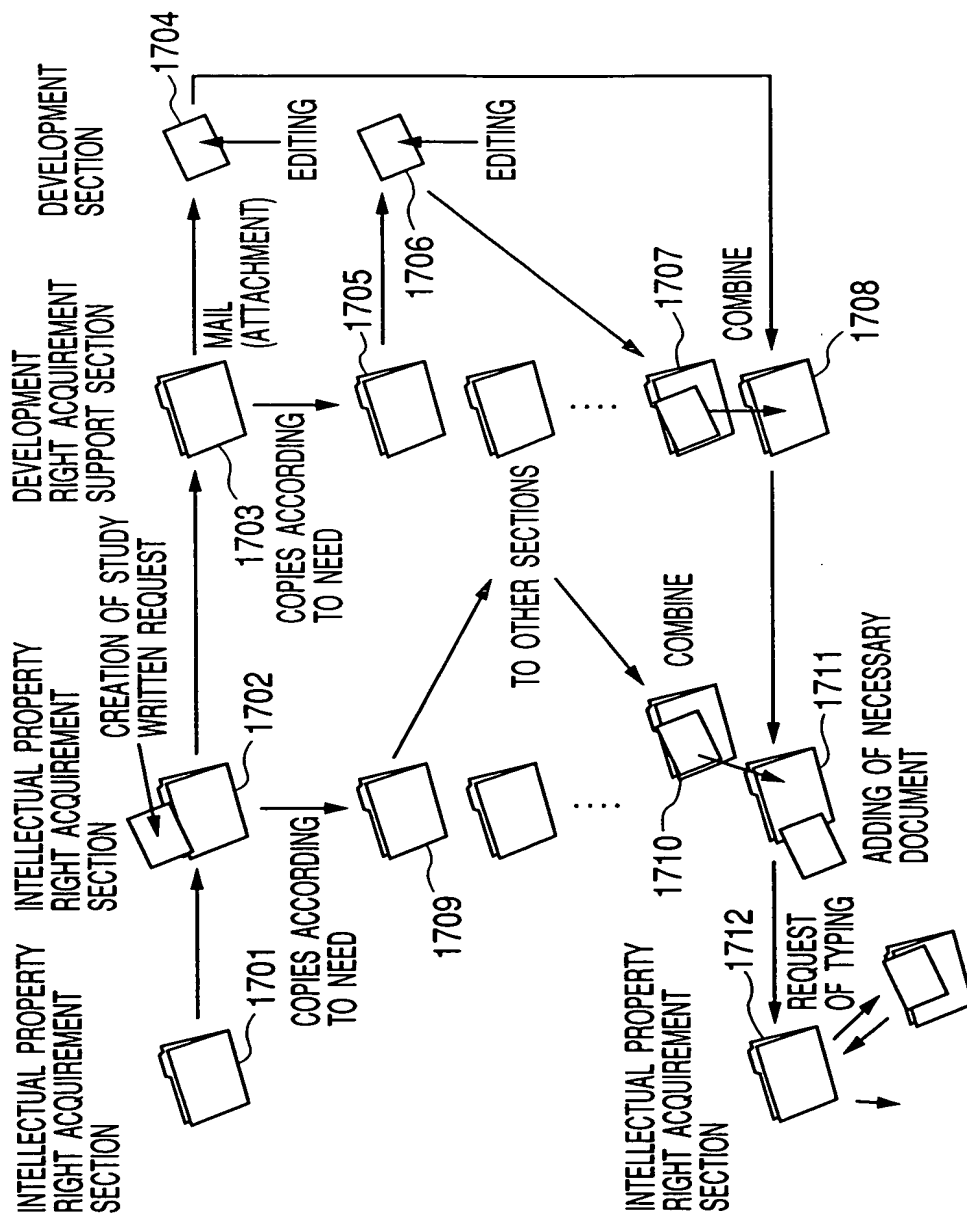 INTELLECTUAL PROPERTY
RIGHT ACQUIREMENT
SECTION
1701
INTELLECTUAL PROPERTY
RIGHT ACQUIREMENT
SECTION
CREATION OF STUDY
WRITTEN REQUEST
1702
COPIES ACCORDING
TO NEED
1709
DEVELOPMENT
RIGHT ACQUIREMENT
SUPPORT SECTION
1703
COPIES ACCORDING
TO NEED
MAIL
(ATTACHMENT)
1705
DEVELOPMENT
SECTION
1704
EDITING
1706
EDITING
TO OTHER SECTIONS
1707
COMBINE
1708
COMBINE
1710
1711
ADDING OF NECESSARY
DOCUMENT
INTELLECTUAL PROPERTY
RIGHT ACQUIREMENT
SECTION
1712
REQUEST
OF TYPING